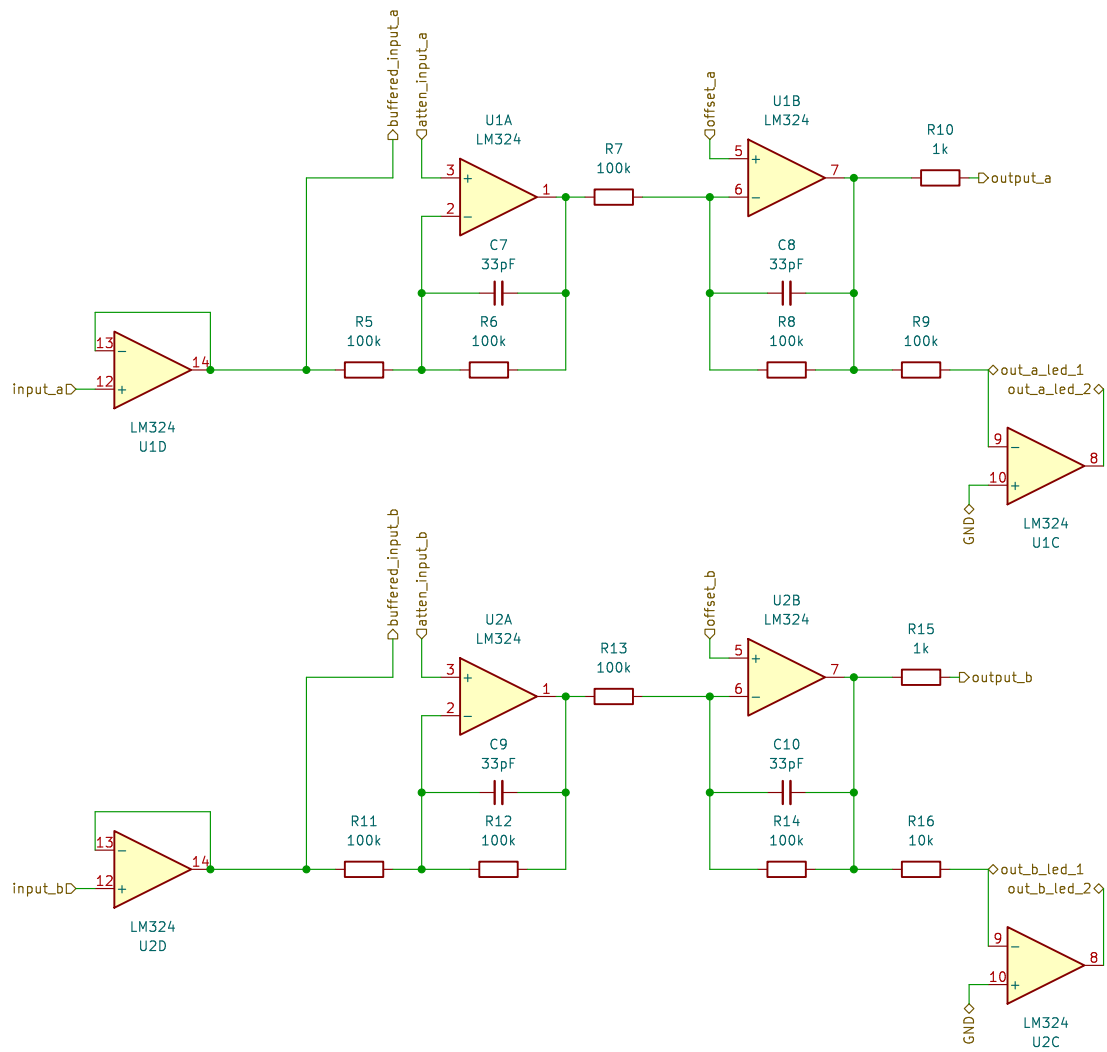 buffered_input_a
atten_input_a
offset_a
U1A
LM324
3
+
2
−
1
R7
100k
U1B
LM324
5
+
6
−
7
R10
1k
output_a
C7
33pF
C8
33pF
R5
100k
R6
100k
R8
100k
R9
100k
13
−
14
12
+
input_a
LM324
U1D
out_a_led_1
out_a_led_2
9
−
10
+
8
GND
LM324
U1C
buffered_input_b
atten_input_b
offset_b
U2A
LM324
3
+
2
−
1
R13
100k
U2B
LM324
5
+
6
−
7
R15
1k
output_b
C9
33pF
C10
33pF
R11
100k
R12
100k
R14
100k
R16
10k
13
−
14
12
+
input_b
LM324
U2D
out_b_led_1
out_b_led_2
9
−
10
+
8
GND
LM324
U2C